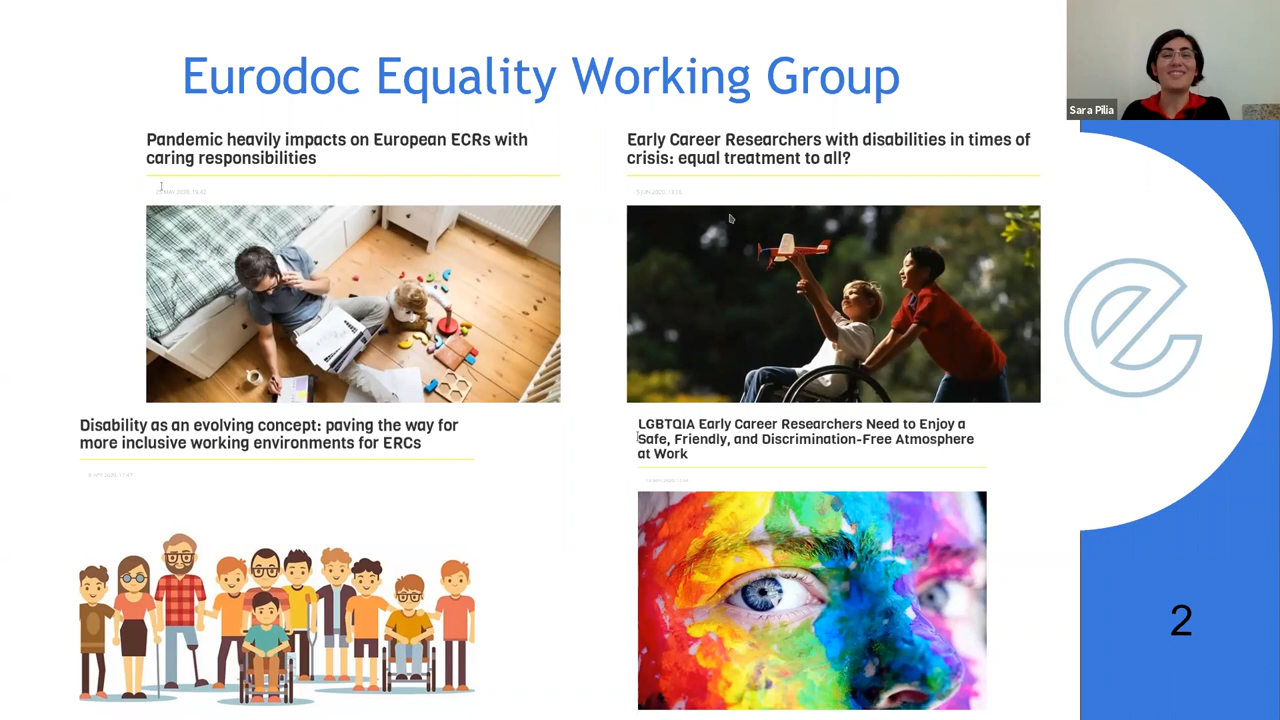 Eurodoc Equality Working Group
Sara Pilia
Pandemic heavily impacts on European ECRs with
caring responsibilities
Early Career Researchers with disabilities in times of
crisis: equal treatment to all?
Disability as an evolving concept: paving the way for
more inclusive working environments for ERCs
LGBTQIA Early Career Researchers Need to Enjoy a
Safe, Friendly, and Discrimination-Free Atmosphere
at Work
2